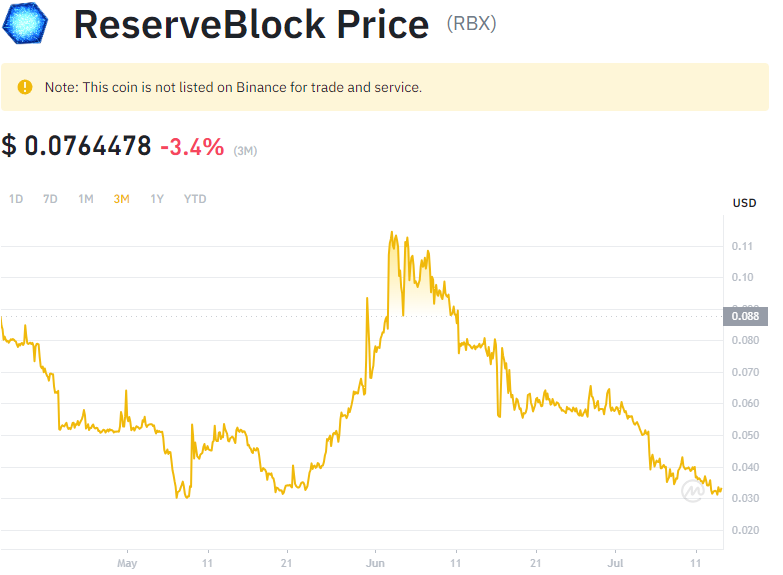 ReserveBlock Price (RBX)
Note: This coin is not listed on Binance for trade and service.
$ 0.0764478 -3.4% (3M)
1D 7D 1M 3M 1Y YTD
USD
0.11
0.10
0.088
0.080
0.070
0.060
0.050
0.040
0.030
0.020
May 11 21 Jun 11 21 Jul 11